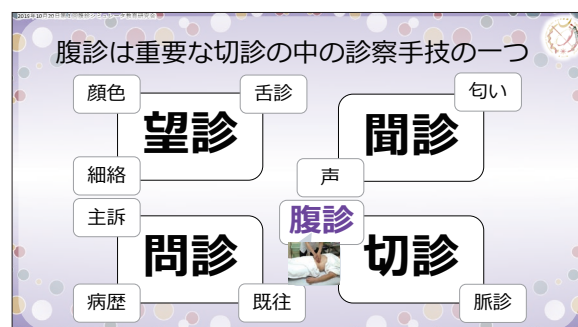 腹診は重要な切診の中の診察手技の一つ
顔色
舌診
望診
細絡
匂い
聞診
声
主訴
問診
病歴
既往
腹診
切診
脈診